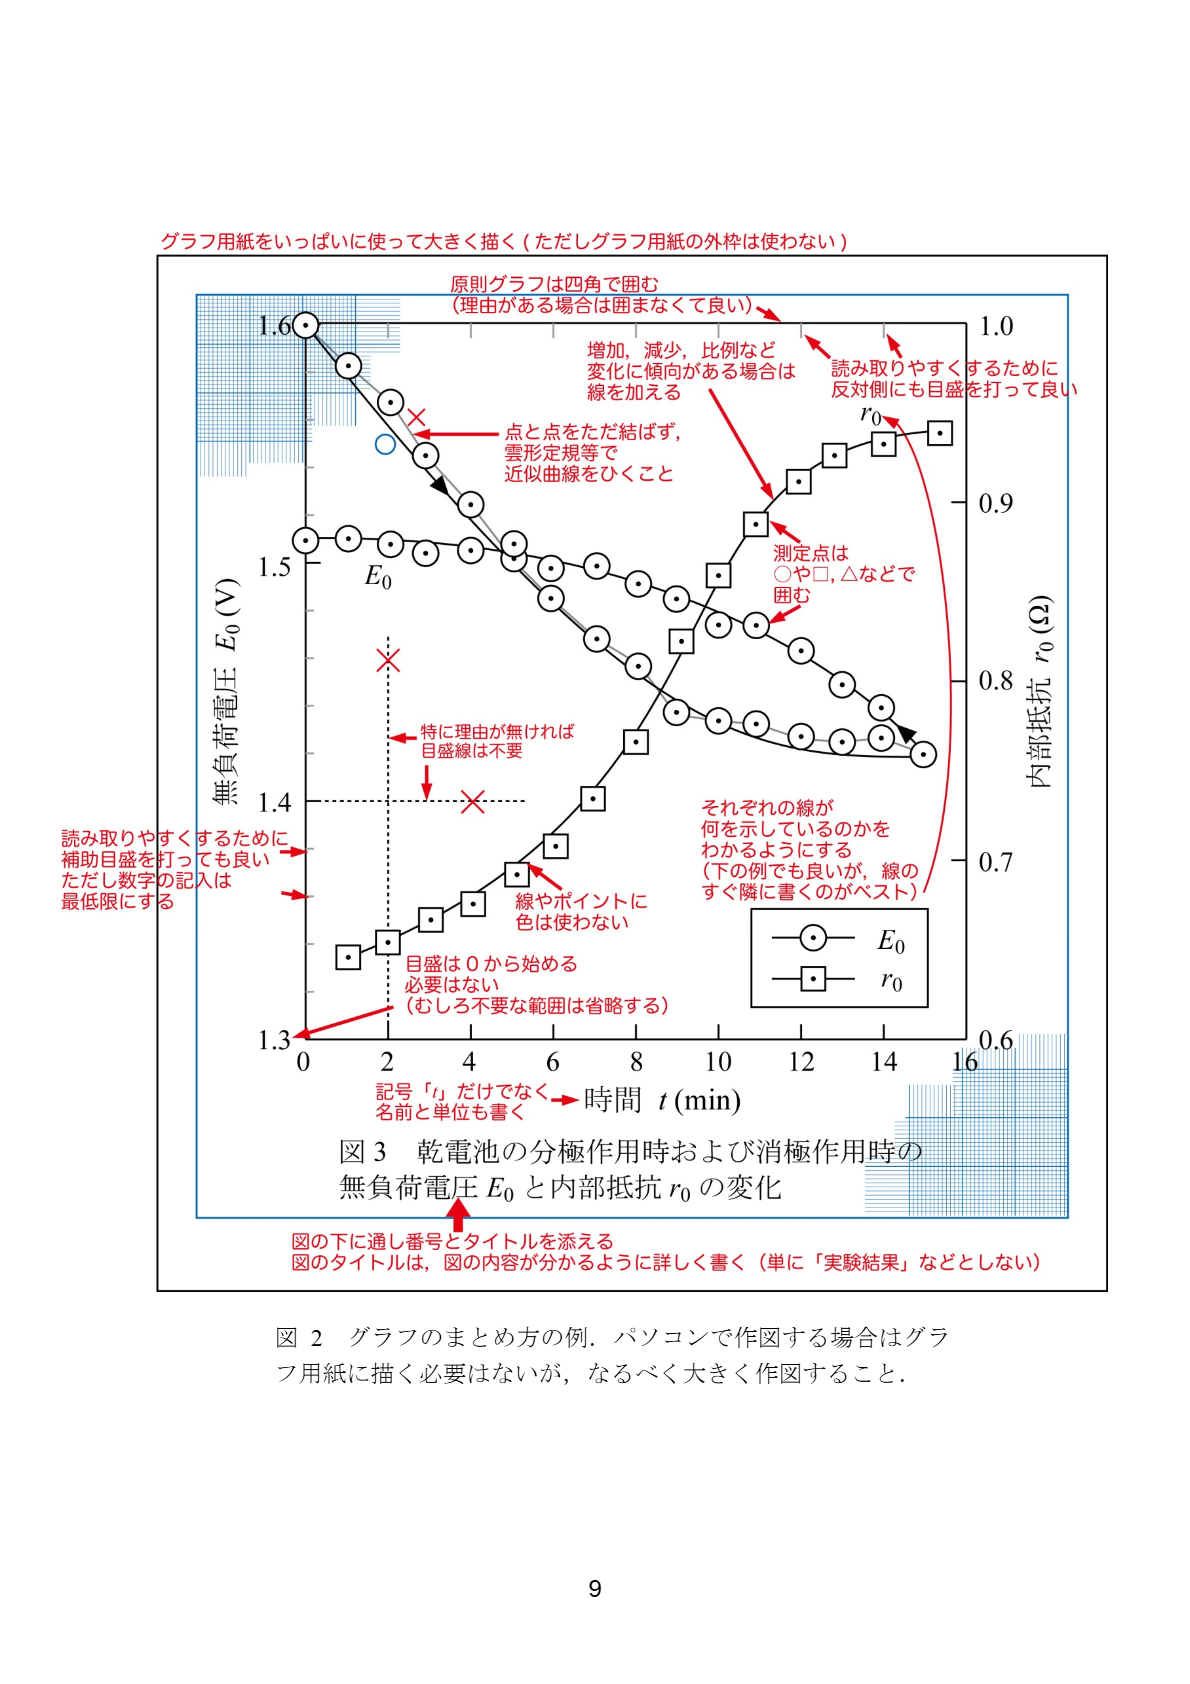 グラフ用紙をいっぱいに使って大きく描く ( ただしグラフ用紙の外枠は使わない )
原則グラフは四角で囲む
（理由がある場合は囲まなくて良い）
1.6
1.0
増加，減少，比例など
変化に傾向がある場合は
線を加える
読み取りやすくするために
反対側にも目盛を打って良い
r0
点と点をただ結ばず，
雲形定規等で
近似曲線をひくこと
0.9
測定点は
○や□，△などで
囲む
1.5
E0
無負荷電圧 E0 (V)
内部抵抗 r0 (Ω)
0.8
特に理由が無ければ
目盛線は不要
1.4
それぞれの線が
何を示しているのかを
わかるようにする
（下の例でも良いが，線の
すぐ隣に書くのがベスト）
読み取りやすくするために
補助目盛を打っても良い
ただし数字の記入は
最低限にする
0.7
線やポイントに
色は使わない
E0
r0
目盛は 0 から始める
必要はない
（むしろ不要な範囲は省略する）
1.3
0.6
0 2 4 6 8 10 12 14 16
記号「t」だけでなく
名前と単位も書く
時間 t (min)
図 3　乾電池の分極作用時および消極作用時の
無負荷電圧 E0 と内部抵抗 r0 の変化
図の下に通し番号とタイトルを添える
図のタイトルは，図の内容が分かるように詳しく書く（単に「実験結果」などとしない）
図 2　グラフのまとめ方の例．パソコンで作図する場合はグラ
フ用紙に描く必要はないが，なるべく大きく作図すること．
9